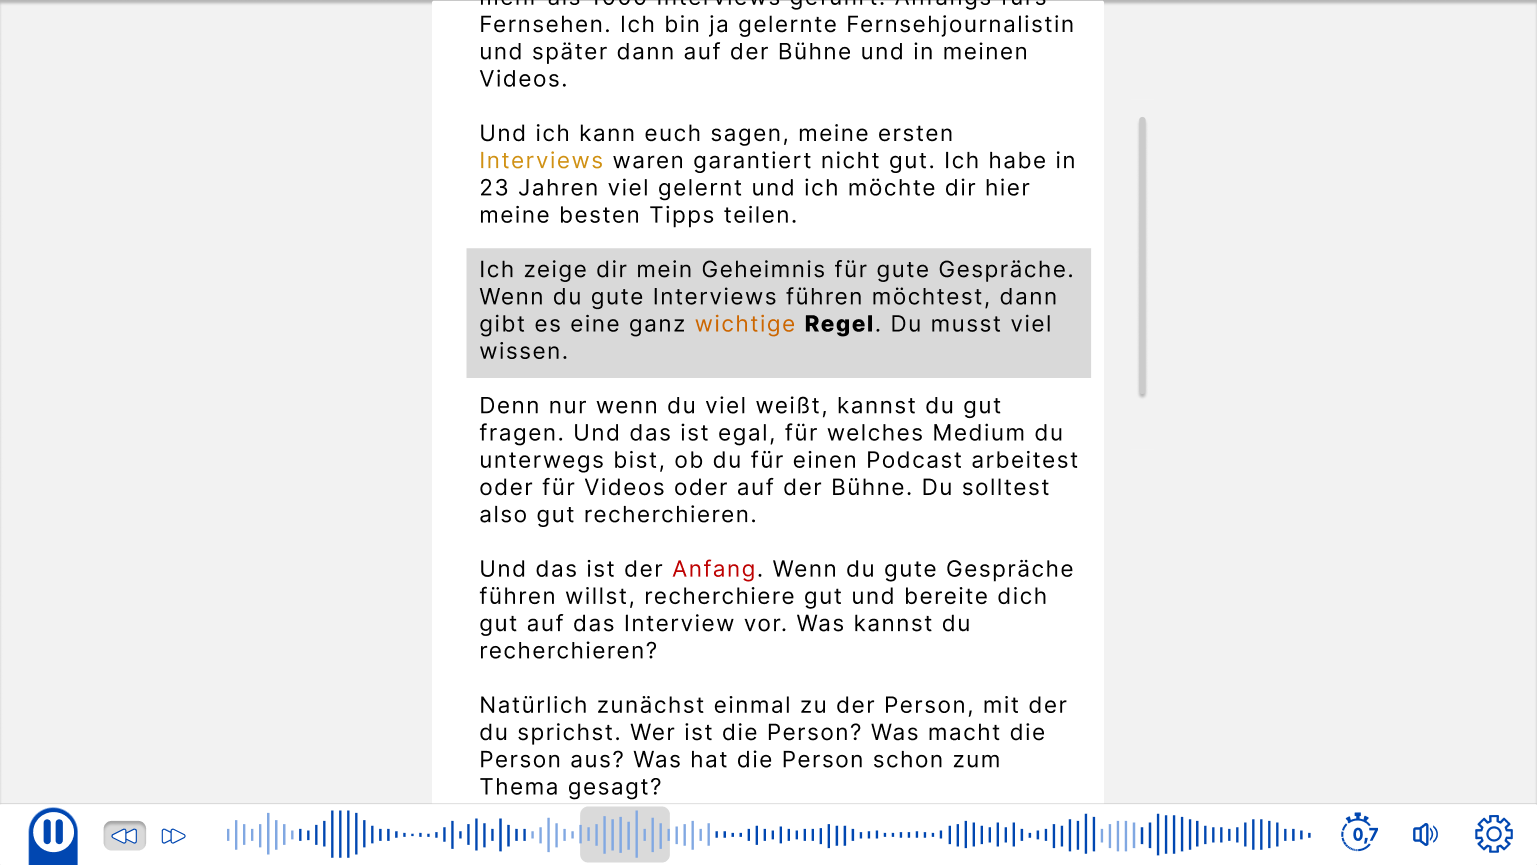 mehr als 1000 Interviews geführt. Anfangs fürs
Fernsehen. Ich bin ja gelernte Fernsehjournalistin
und später dann auf der Bühne und in meinen
Videos.
Und ich kann euch sagen, meine ersten
Interviews waren garantiert nicht gut. Ich habe in
23 Jahren viel gelernt und ich möchte dir hier
meine besten Tipps teilen.
Ich zeige dir mein Geheimnis für gute Gespräche.
Wenn du gute Interviews führen möchtest, dann
gibt es eine ganz wichtige Regel. Du musst viel
wissen.
Denn nur wenn du viel weißt, kannst du gut
fragen. Und das ist egal, für welches Medium du
unterwegs bist, ob du für einen Podcast arbeitest
oder für Videos oder auf der Bühne. Du solltest
also gut recherchieren.
Und das ist der Anfang. Wenn du gute Gespräche
führen willst, recherchiere gut und bereite dich
gut auf das Interview vor. Was kannst du
recherchieren?
Natürlich zunächst einmal zu der Person, mit der
du sprichst. Wer ist die Person? Was macht die
Person aus? Was hat die Person schon zum
Thema gesagt?
0,7